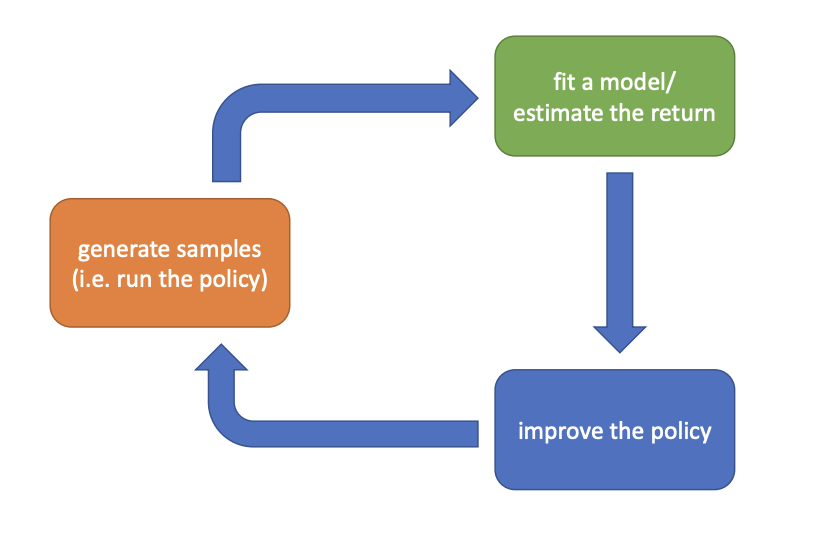 fit a model/
estimate the return
generate samples
(i.e. run the policy)
improve the policy